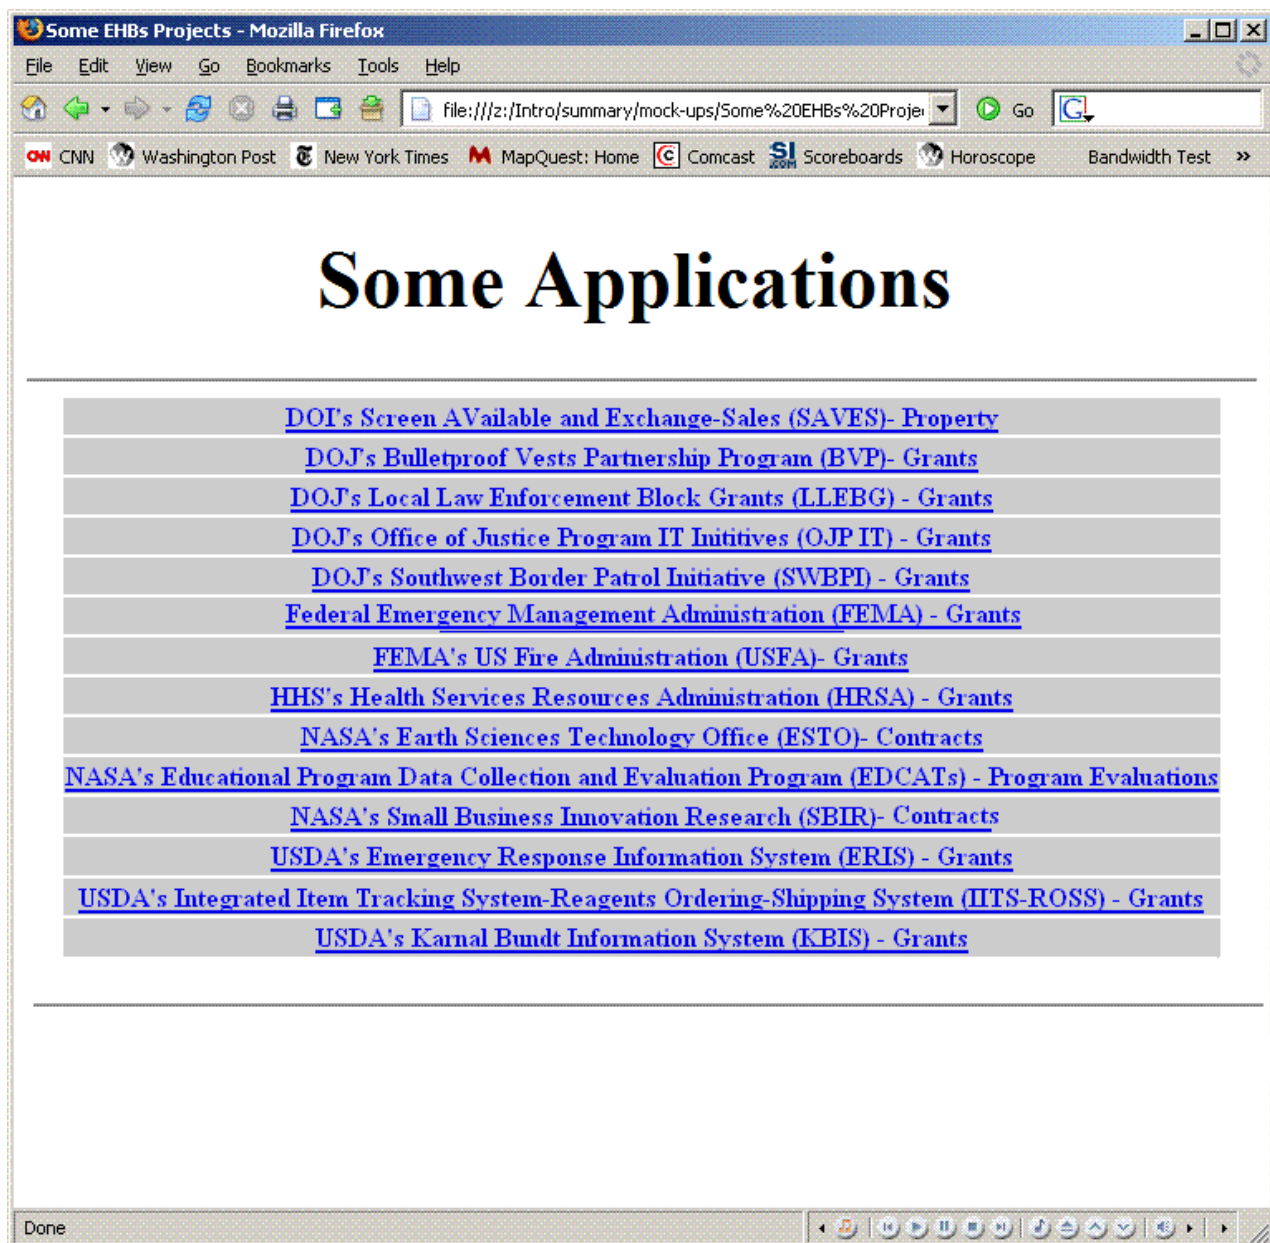 Some EHBs Projects - Mozilla Firefox
File Edit View Go Bookmarks Tools Help
file:///z:/Intro/summary/mock-ups/Some%20EHBs%20Projec Go G
CNN CNN Washington Post New York Times MapQuest: Home Comcast SI.COM Scoreboards Horoscope Bandwidth Test »
Some Applications
DOI's Screen AVailable and Exchange-Sales (SAVES)- Property
DOJ's Bulletproof Vests Partnership Program (BVP)- Grants
DOJ's Local Law Enforcement Block Grants (LLEBG) - Grants
DOJ's Office of Justice Program IT Inititives (OJP IT) - Grants
DOJ's Southwest Border Patrol Initiative (SWBPI) - Grants
Federal Emergency Management Administration (FEMA) - Grants
FEMA's US Fire Administration (USFA)- Grants
HHS's Health Services Resources Administration (HRSA) - Grants
NASA's Earth Sciences Technology Office (ESTO)- Contracts
NASA's Educational Program Data Collection and Evaluation Program (EDCATs) - Program Evaluations
NASA's Small Business Innovation Research (SBIR)- Contracts
USDA's Emergency Response Information System (ERIS) - Grants
USDA's Integrated Item Tracking System-Reagents Ordering-Shipping System (IITS-ROSS) - Grants
USDA's Karnal Bundt Information System (KBIS) - Grants
Done